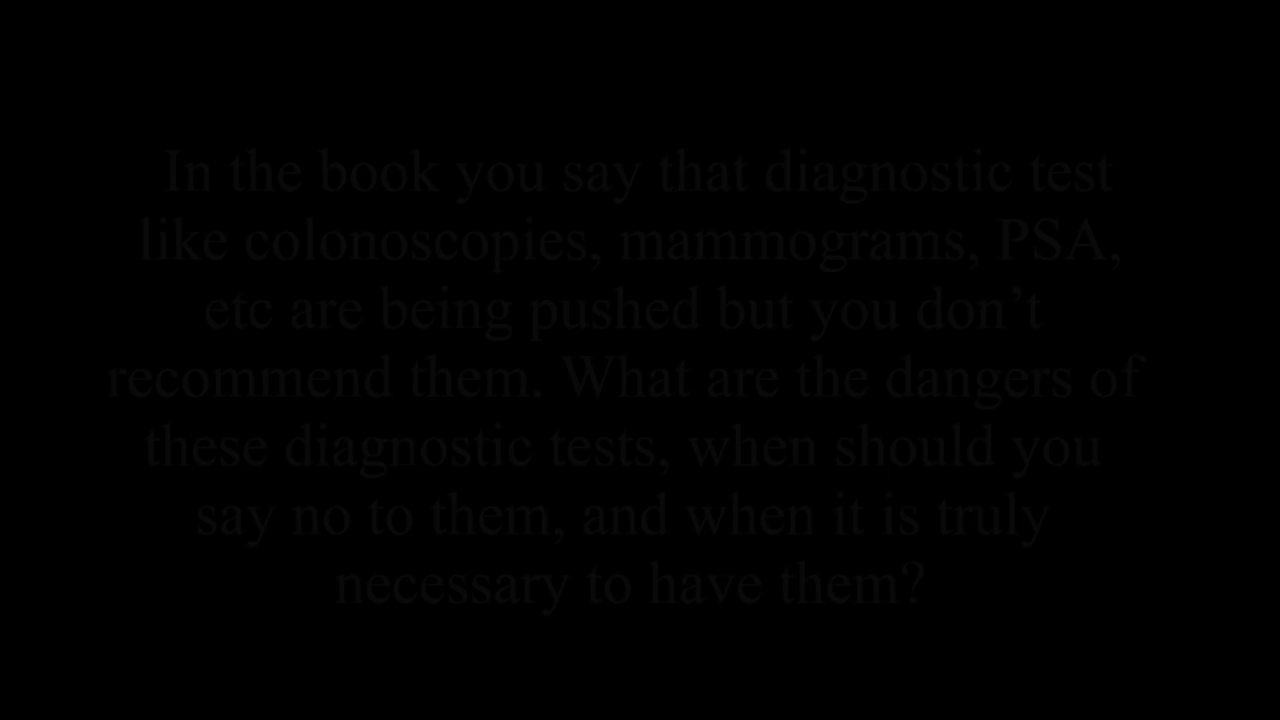 In the book you say that diagnostic test
like colonoscopies, mammograms, PSA,
etc are being pushed but you don’t
recommend them. What are the dangers of
these diagnostic tests, when should you
say no to them, and when it is truly
necessary to have them?